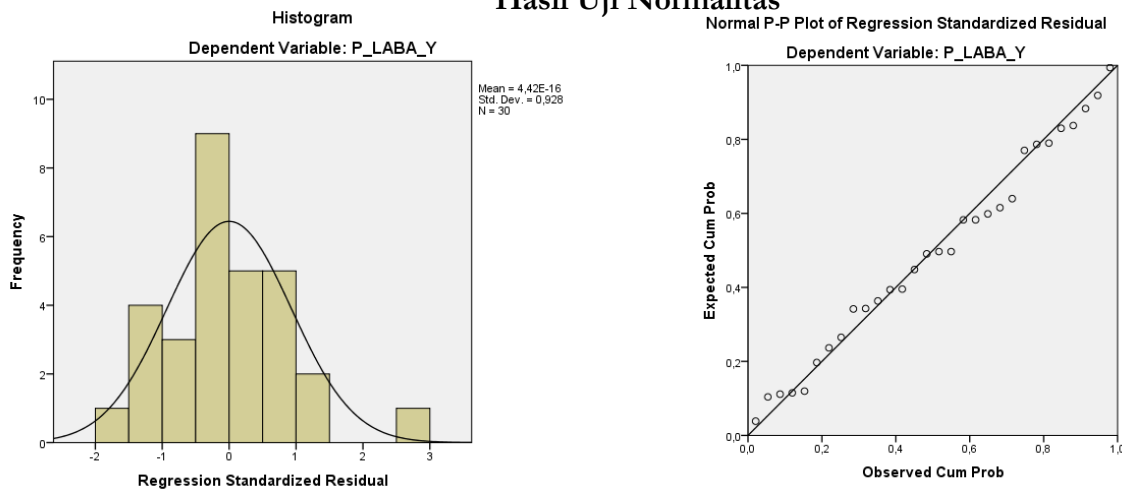 Hasil Uji Normalitas
Histogram
Dependent Variable: P_LABA_Y
Mean = 4,42E-16
Std. Dev. = 0,928
N = 30
Frequency
10
8
6
4
2
0
-2
-1
0
1
2
3
Regression Standardized Residual
Normal P-P Plot of Regression Standardized Residual
Dependent Variable: P_LABA_Y
Expected Cum Prob
1,0
0,8
0,6
0,4
0,2
0,0
0,0
0,2
0,4
0,6
0,8
1,0
Observed Cum Prob